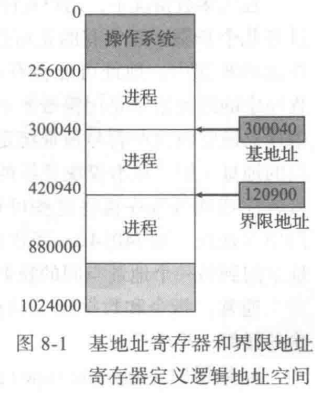 0
操作系统
256000
进程
300040
300040
基地址
进程
420940
120900
界限地址
进程
880000
1024000
图 8-1 基地址寄存器和界限地址
寄存器定义逻辑地址空间